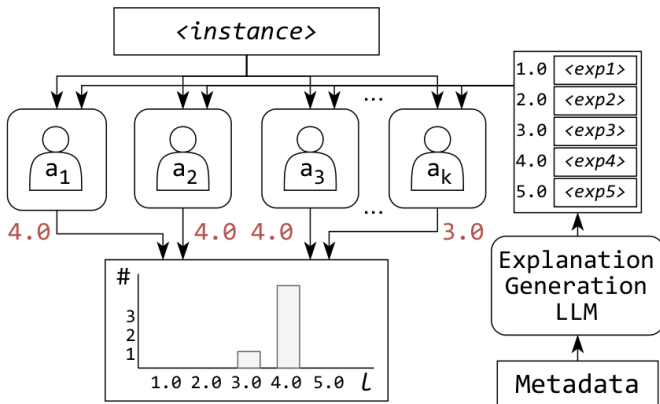 <instance>
1.0 <exp1>
2.0 <exp2>
3.0 <exp3>
4.0 <exp4>
5.0 <exp5>
...
a1 a2 a3 ak
...
4.0 4.0 4.0 3.0
Explanation
Generation
LLM
#
3
2
1
1.0 2.0 3.0 4.0 5.0 l
Metadata